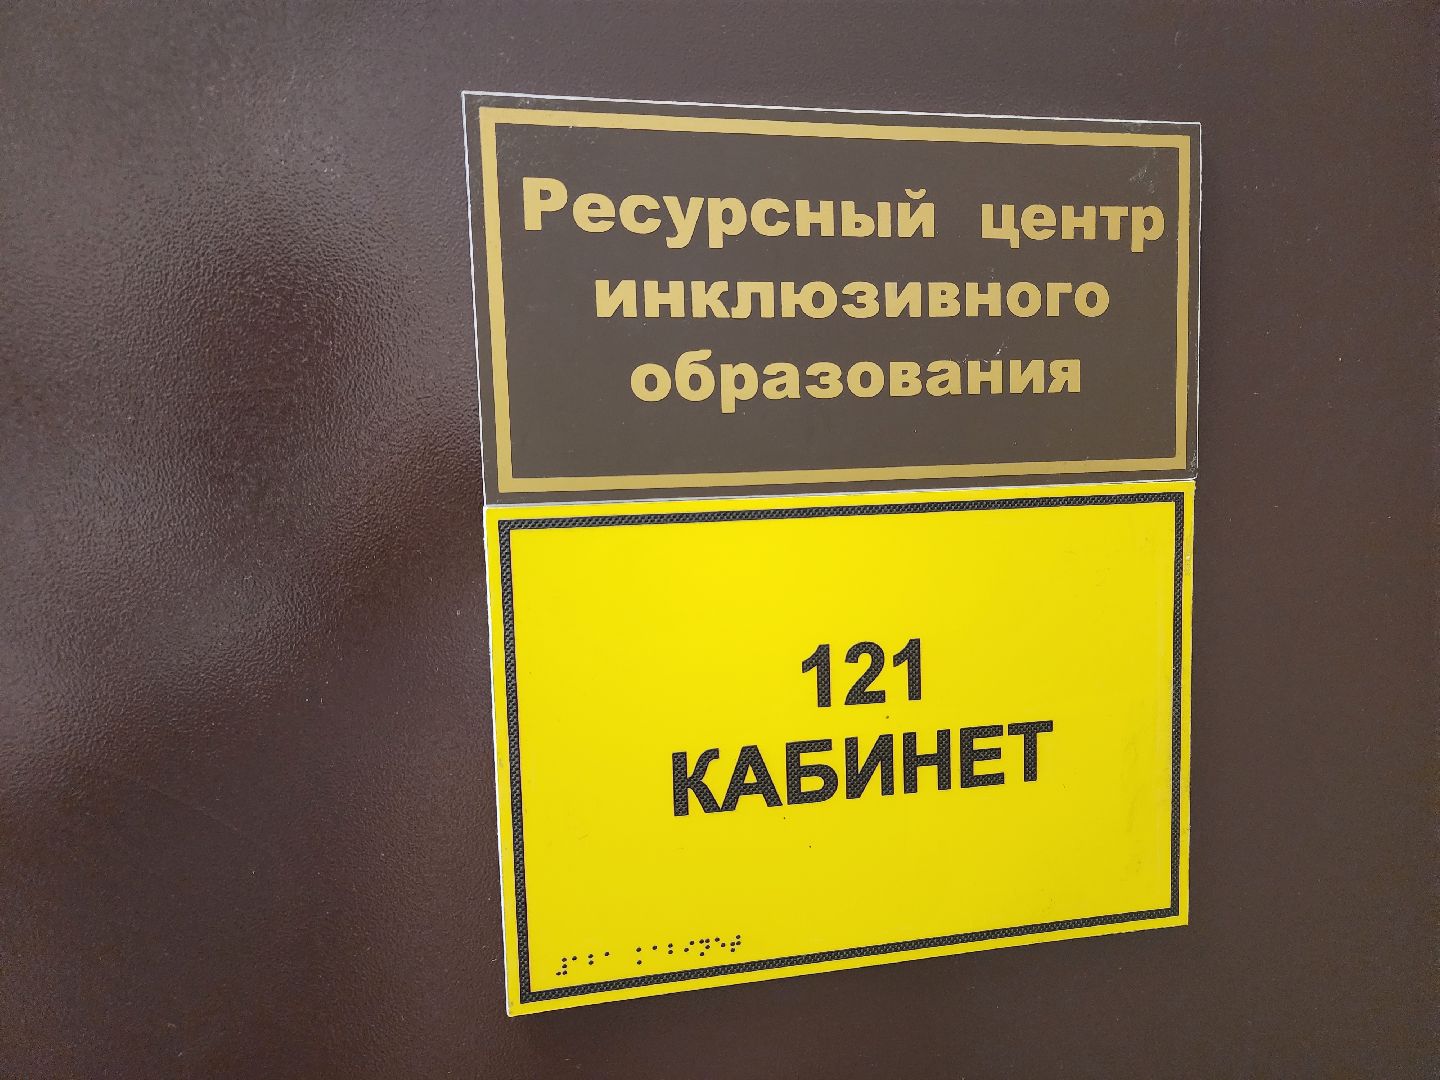 Ресурсный центр
инклюзивного
образования
121
КАБИНЕТ
⠼⠁⠃⠁ ⠅⠁⠃⠊⠝⠑⠞